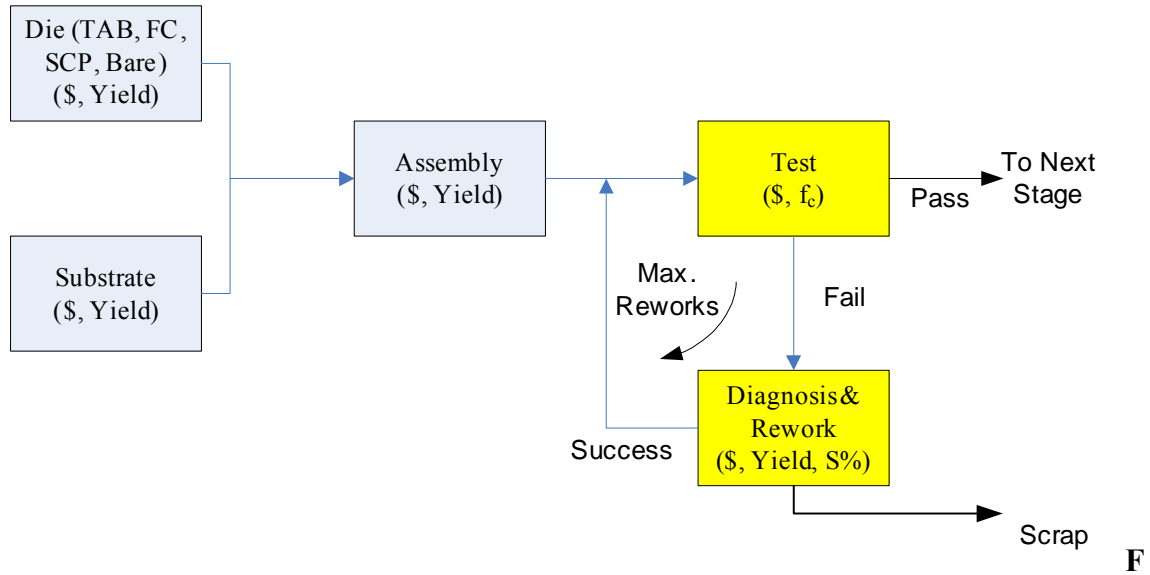 Die (TAB, FC,
SCP, Bare)
($, Yield)
Substrate
($, Yield)
Assembly
($, Yield)
Test
($, fc)
Pass
To Next
Stage
Max.
Reworks
Fail
Diagnosis&
Rework
($, Yield, S%)
Success
Scrap
F